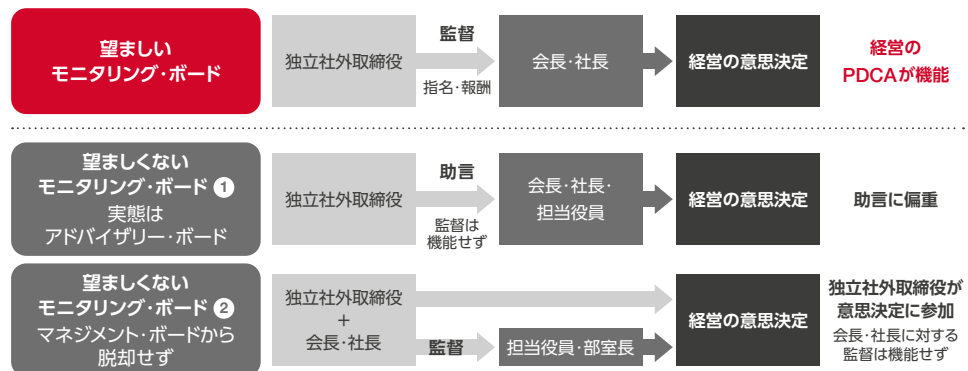 望ましい
モニタリング・ボード
独立社外取締役
監督
指名・報酬
会長・社長
経営の意思決定
経営の
PDCAが機能
望ましくない
モニタリング・ボード ❶
実態は
アドバイザリー・ボード
独立社外取締役
助言
監督は
機能せず
会長・社長・
担当役員
経営の意思決定
助言に偏重
望ましくない
モニタリング・ボード ❷
マネジメント・ボードから
脱却せず
独立社外取締役
+
会長・社長
監督
担当役員・部室長
経営の意思決定
独立社外取締役が
意思決定に参加
会長・社長に対する
監督は機能せず